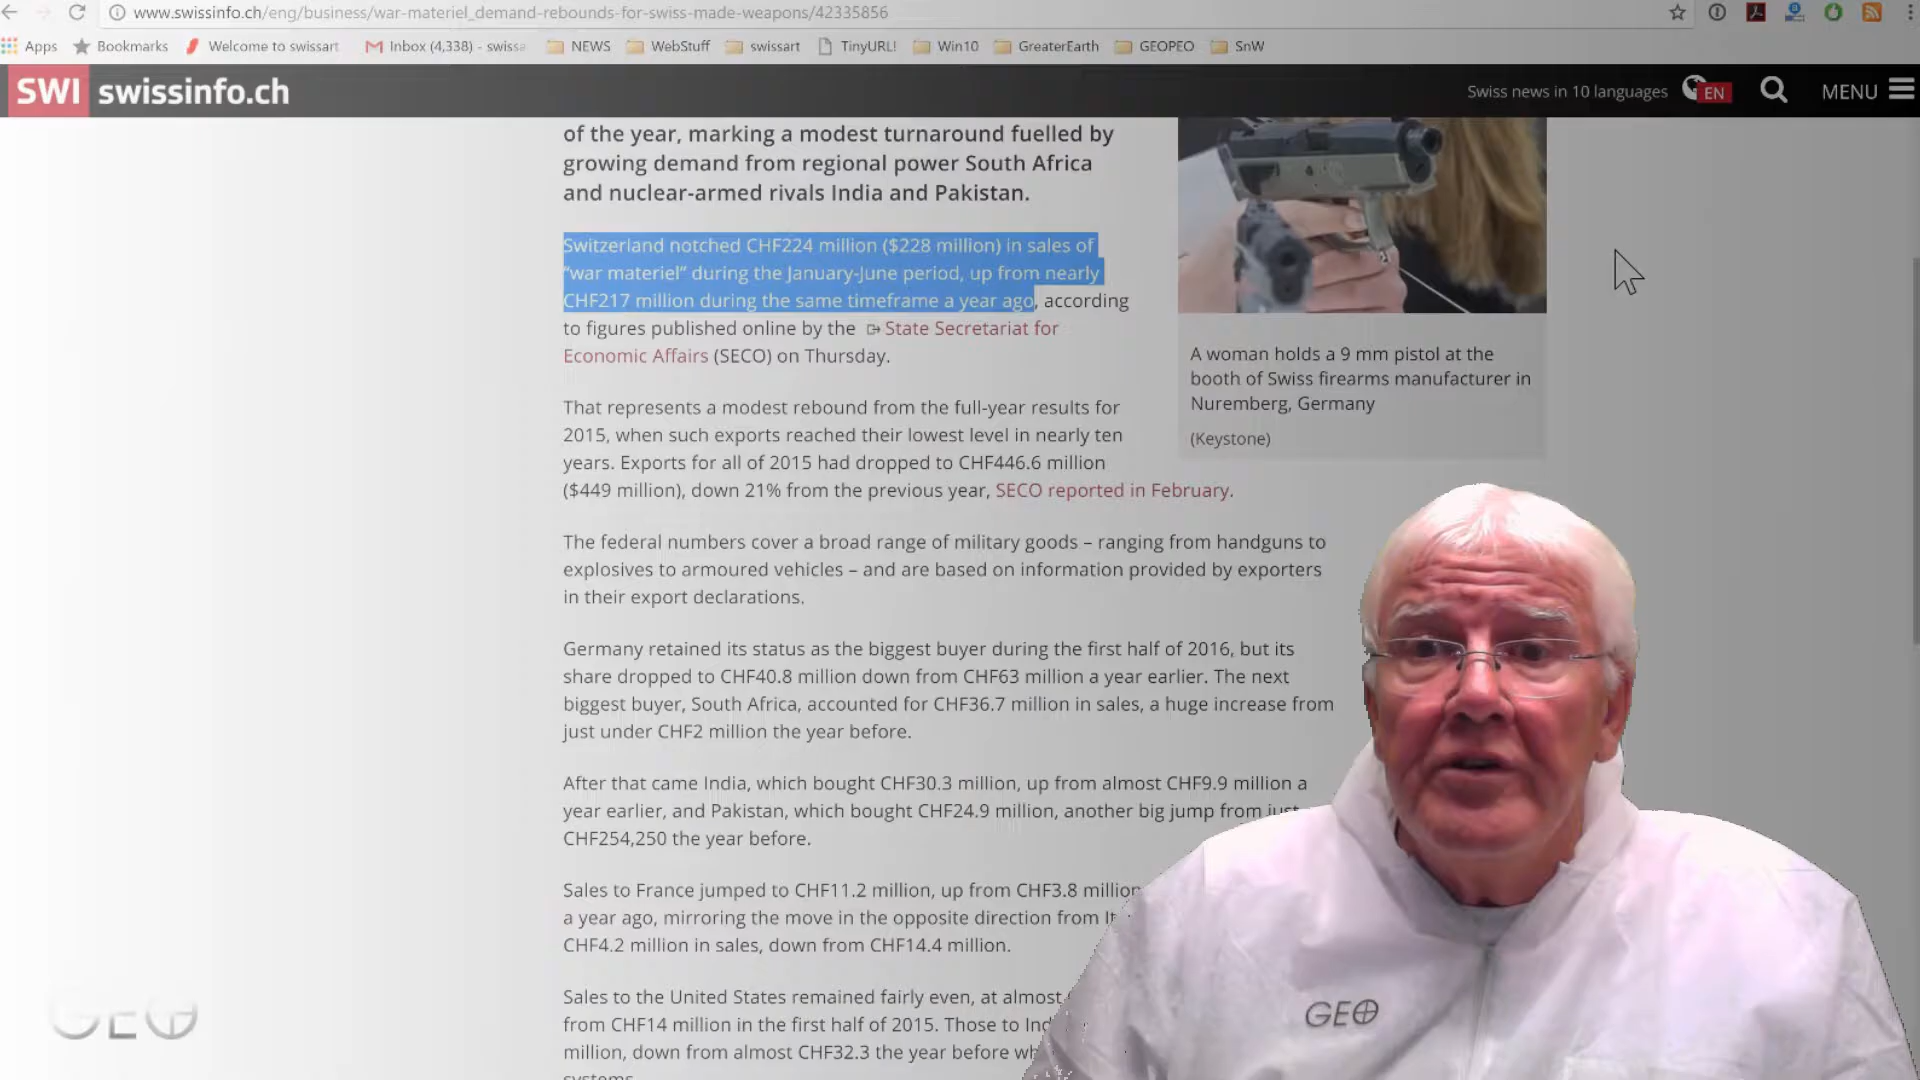 www.swissinfo.ch/eng/business/war-materiel_demand-rebounds-for-swiss-made-weapons/42335856
Apps Bookmarks Welcome to swissart Inbox (4,338) - swissa NEWS WebStuff swissart TinyURL! Win10 GreaterEarth GEOPEO SnW
SWI swissinfo.ch Swiss news in 10 languages EN MENU
of the year, marking a modest turnaround fuelled by
growing demand from regional power South Africa
and nuclear-armed rivals India and Pakistan.
Switzerland notched CHF224 million ($228 million) in sales of
“war materiel” during the January-June period, up from nearly
CHF217 million during the same timeframe a year ago, according
to figures published online by the State Secretariat for
Economic Affairs (SECO) on Thursday.
A woman holds a 9 mm pistol at the
booth of Swiss firearms manufacturer in
Nuremberg, Germany
(Keystone)
That represents a modest rebound from the full-year results for
2015, when such exports reached their lowest level in nearly ten
years. Exports for all of 2015 had dropped to CHF446.6 million
($449 million), down 21% from the previous year, SECO reported in February.
The federal numbers cover a broad range of military goods – ranging from handguns to
explosives to armoured vehicles – and are based on information provided by exporters
in their export declarations.
Germany retained its status as the biggest buyer during the first half of 2016, but its
share dropped to CHF40.8 million down from CHF63 million a year earlier. The next
biggest buyer, South Africa, accounted for CHF36.7 million in sales, a huge increase from
just under CHF2 million the year before.
After that came India, which bought CHF30.3 million, up from almost CHF9.9 million a
year earlier, and Pakistan, which bought CHF24.9 million, another big jump from just
CHF254,250 the year before.
Sales to France jumped to CHF11.2 million, up from CHF3.8 million
a year ago, mirroring the move in the opposite direction from It
CHF4.2 million in sales, down from CHF14.4 million.
Sales to the United States remained fairly even, at almost
from CHF14 million in the first half of 2015. Those to Ind
million, down from almost CHF32.3 the year before wh
systems
GEO
GEO